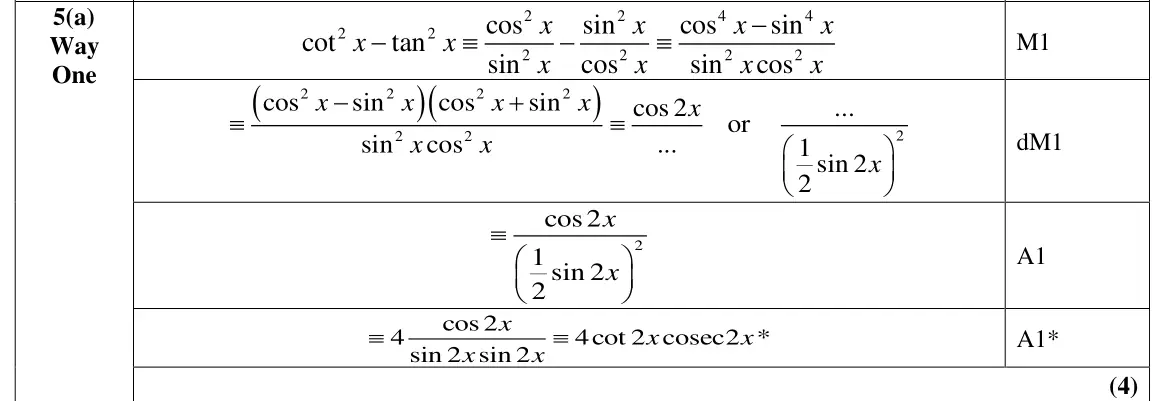 5(a)
Way
One
cot² x − tan² x ≡ cos² x / sin² x − sin² x / cos² x ≡ (cos⁴ x − sin⁴ x) / (sin² x cos² x) M1
≡ (cos² x − sin² x)(cos² x + sin² x) / (sin² x cos² x) ≡ cos 2x / ... or ... / (1/2 sin 2x)² dM1
≡ cos 2x / (1/2 sin 2x)² A1
≡ 4 cos 2x / (sin 2x sin 2x) ≡ 4 cot 2x cosec2x * A1*
(4)